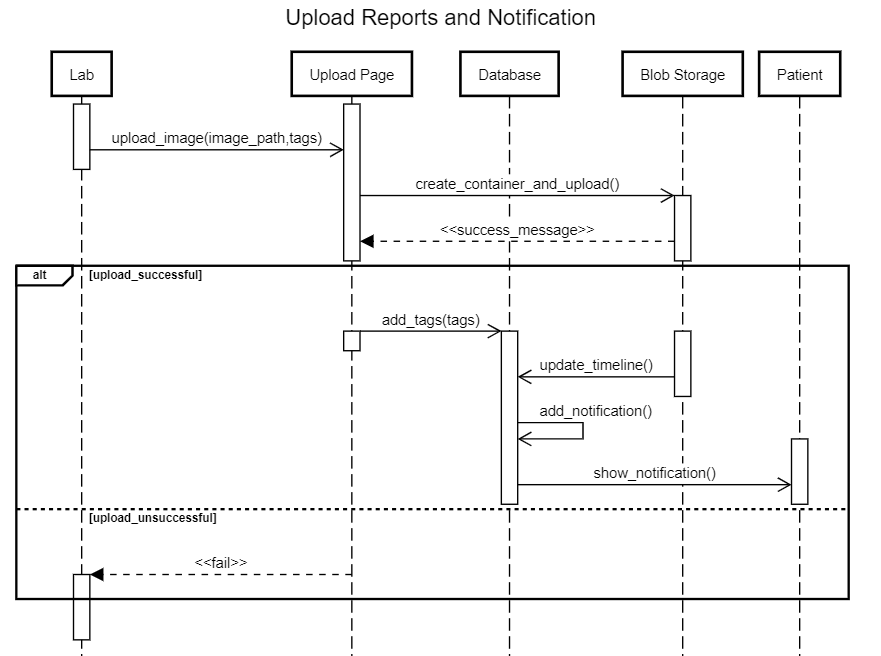 Upload Reports and Notification
Lab
Upload Page
Database
Blob Storage
Patient
upload_image(image_path,tags)
create_container_and_upload()
<<success_message>>
alt
[upload_successful]
add_tags(tags)
update_timeline()
add_notification()
show_notification()
[upload_unsuccessful]
<<fail>>